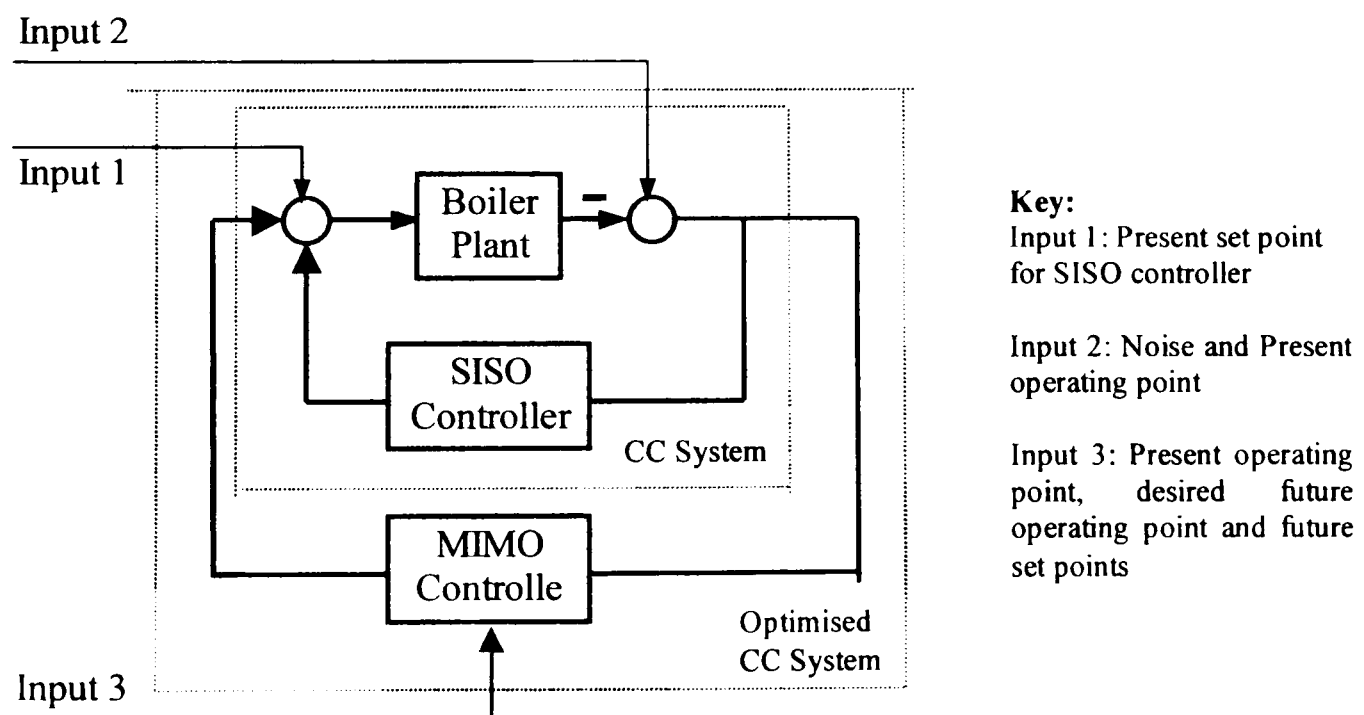 Input 2
Input 1
Boiler
Plant
–
SISO
Controller
CC System
MIMO
Controlle
Optimised
CC System
Input 3
Key:
Input 1: Present set point
for SISO controller
Input 2: Noise and Present
operating point
Input 3: Present operating
point, desired future
operating point and future
set points